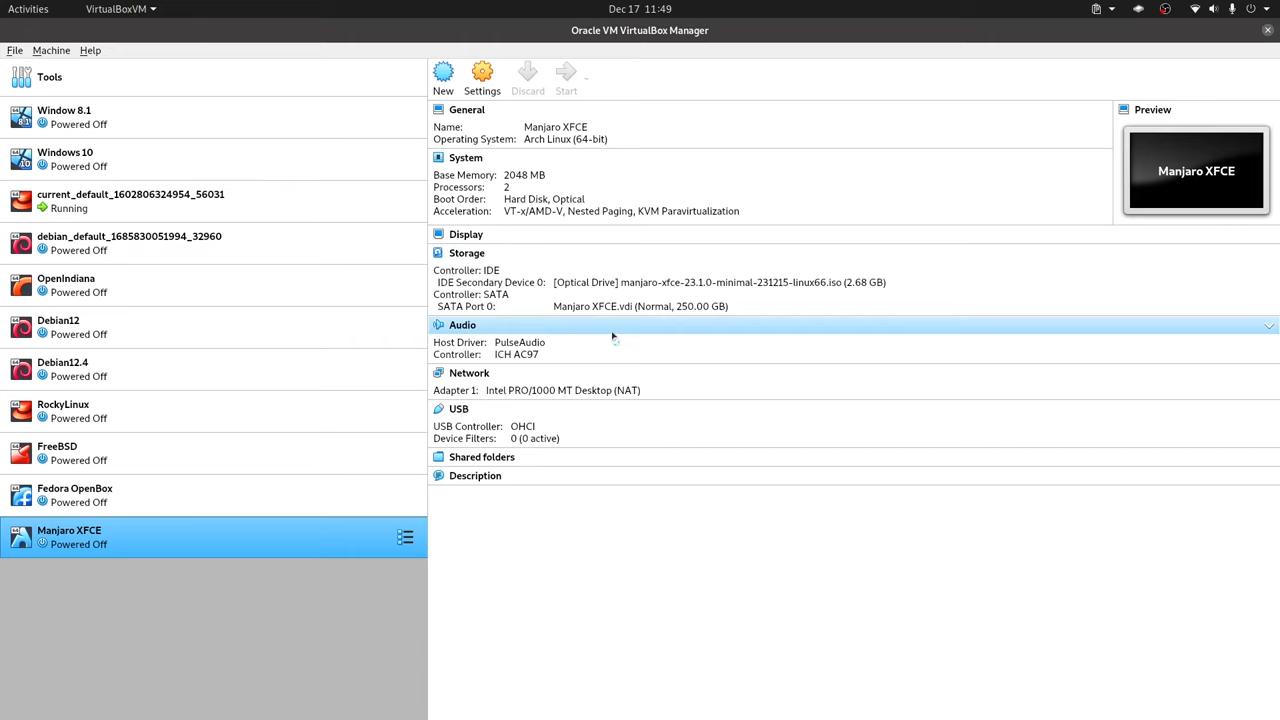 Activities VirtualBoxVM Dec 17 11:49
Oracle VM VirtualBox Manager
File Machine Help
Tools
Window 8.1
Powered Off
Windows 10
Powered Off
current_default_1602806324954_56031
Running
debian_default_1685830051994_32960
Powered Off
OpenIndiana
Powered Off
Debian12
Powered Off
Debian12.4
Powered Off
RockyLinux
Powered Off
FreeBSD
Powered Off
Fedora OpenBox
Powered Off
Manjaro XFCE
Powered Off
New Settings Discard Start
General
Name: Manjaro XFCE
Operating System: Arch Linux (64-bit)
System
Base Memory: 2048 MB
Processors: 2
Boot Order: Hard Disk, Optical
Acceleration: VT-x/AMD-V, Nested Paging, KVM Paravirtualization
Display
Storage
Controller: IDE
IDE Secondary Device 0: [Optical Drive] manjaro-xfce-23.1.0-minimal-231215-linux66.iso (2.68 GB)
Controller: SATA
SATA Port 0: Manjaro XFCE.vdi (Normal, 250.00 GB)
Audio
Host Driver: PulseAudio
Controller: ICH AC97
Network
Adapter 1: Intel PRO/1000 MT Desktop (NAT)
USB
USB Controller: OHCI
Device Filters: 0 (0 active)
Shared folders
Description
Preview
Manjaro XFCE